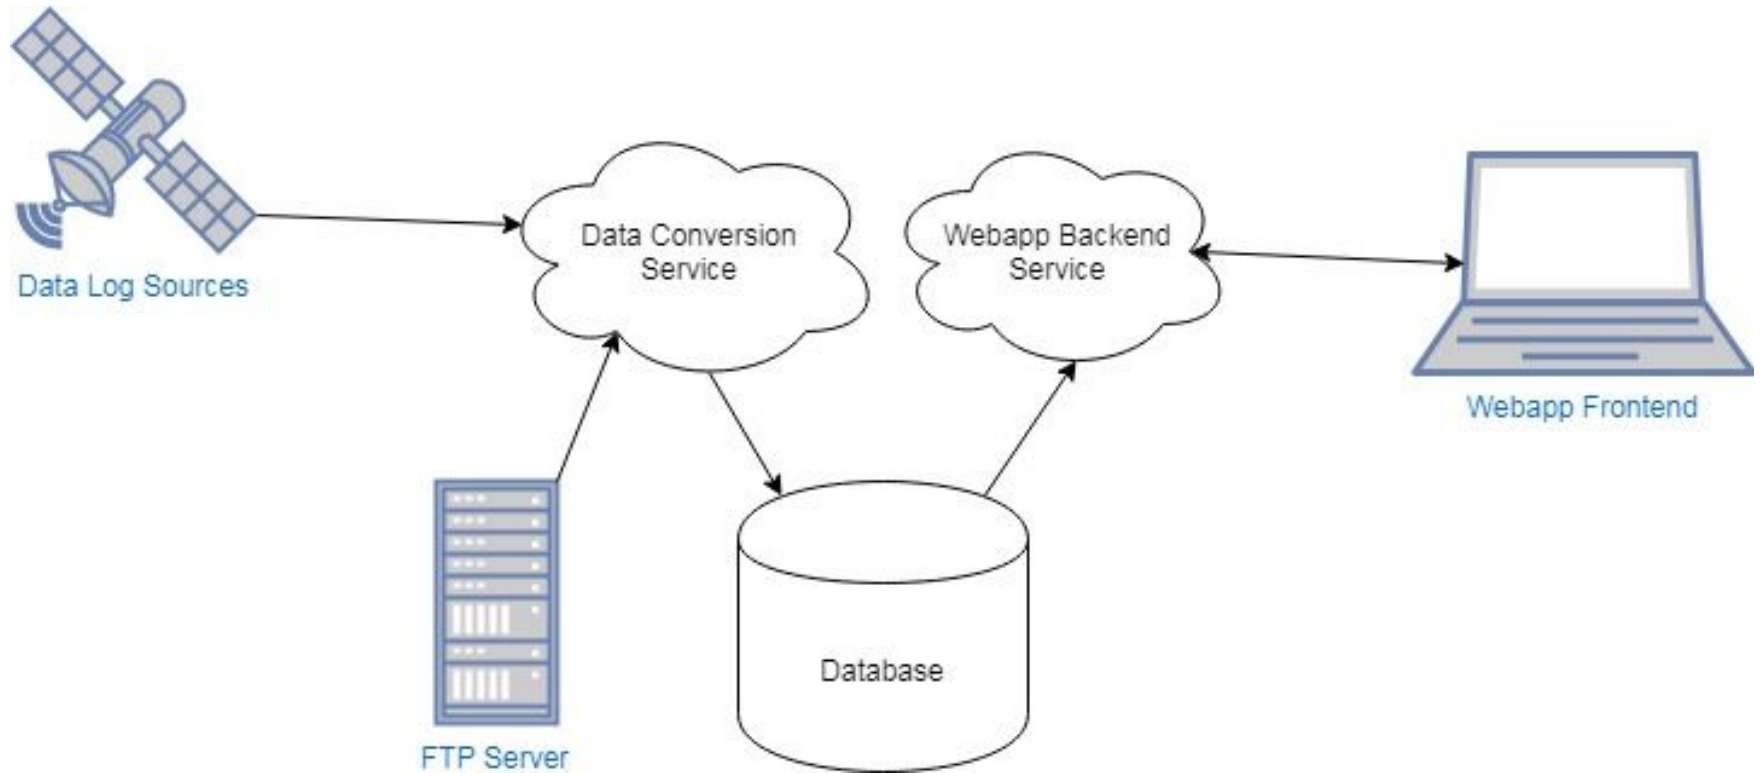 Data Log Sources
Data Conversion
Service
Webapp Backend
Service
Webapp Frontend
FTP Server
Database